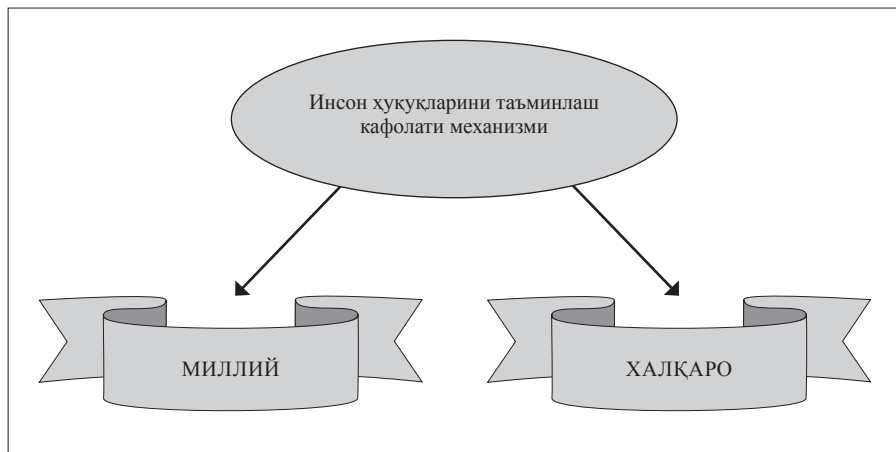 Инсон ҳуқуқларини таъминлаш
кафолати механизми
МИЛЛИЙ
ХАЛҚАРО